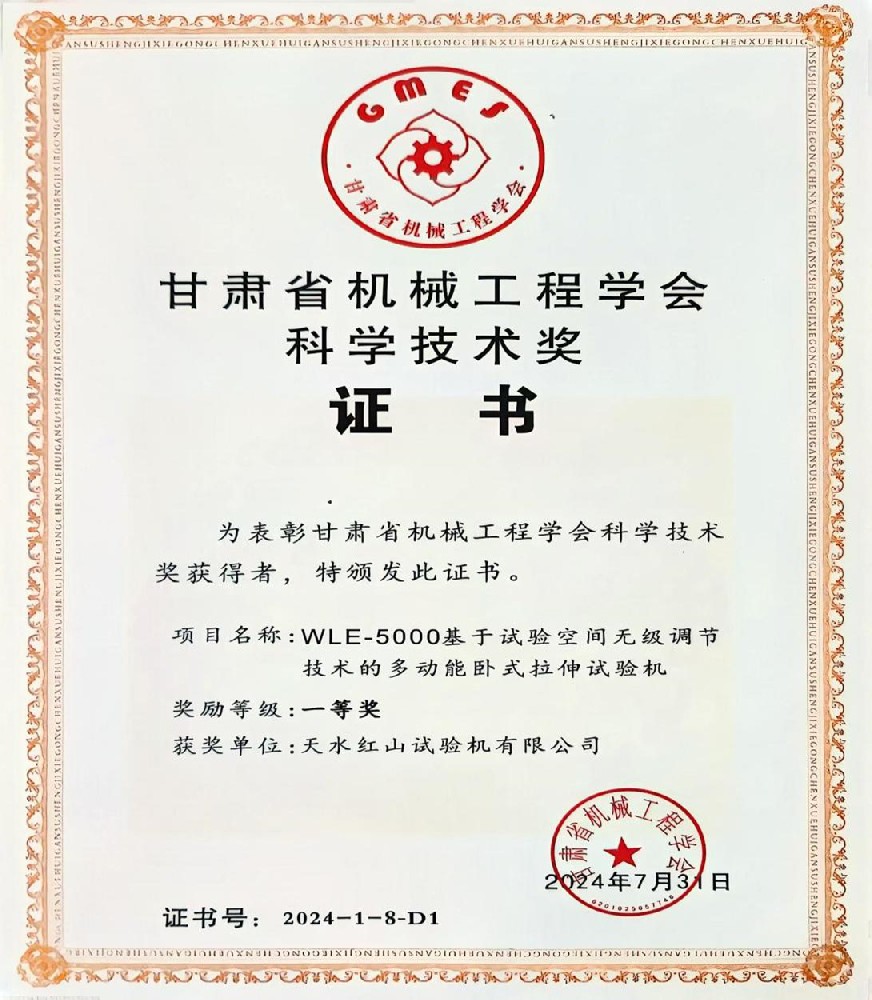 GANSUSHENGJIXIEGONGCHENXUEHUIGANSUSHENGJIXIEGONGCHENXUEHUI
GMES
·甘肃省机械工程学会·
甘肃省机械工程学会
科学技术奖
证 书
为表彰甘肃省机械工程学会科学技术
奖获得者，特颁发此证书。
项目名称：WLE-5000基于试验空间无级调节
技术的多动能卧式拉伸试验机
奖励等级：一等奖
获奖单位：天水红山试验机有限公司
甘肃省机械工程学会
2024年7月31日
证书号：2024-1-8-D1